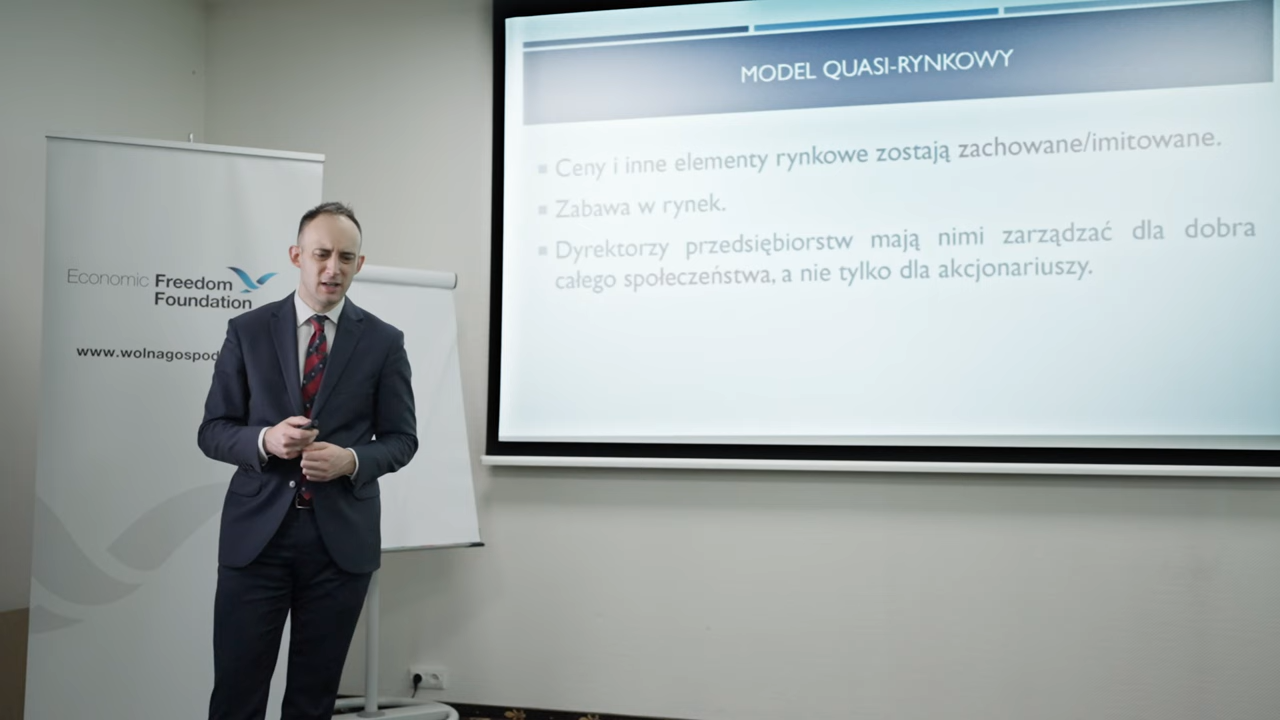 MODEL QUASI-RYNKOWY
Ceny i inne elementy rynkowe zostają zachowane/imitowane.
Zabawa w rynek.
Dyrektorzy przedsiębiorstw mają nimi zarządzać dla dobra
całego społeczeństwa, a nie tylko dla akcjonariuszy.
Economic Freedom
Foundation
www.wolnagospod